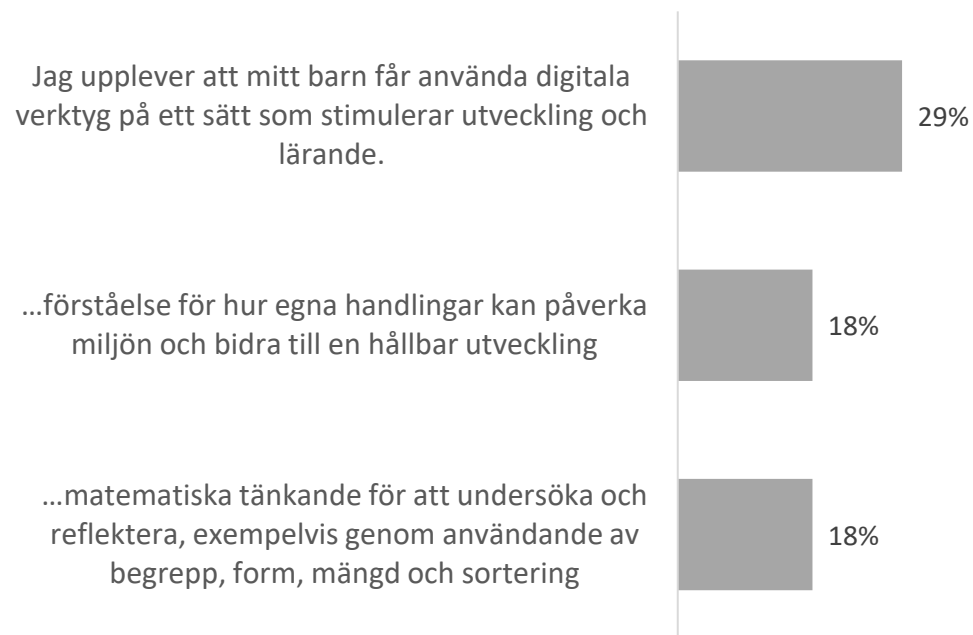 Jag upplever att mitt barn får använda digitala
verktyg på ett sätt som stimulerar utveckling och
lärande.
29%
…förståelse för hur egna handlingar kan påverka
miljön och bidra till en hållbar utveckling
18%
…matematiska tänkande för att undersöka och
reflektera, exempelvis genom användande av
begrepp, form, mängd och sortering
18%